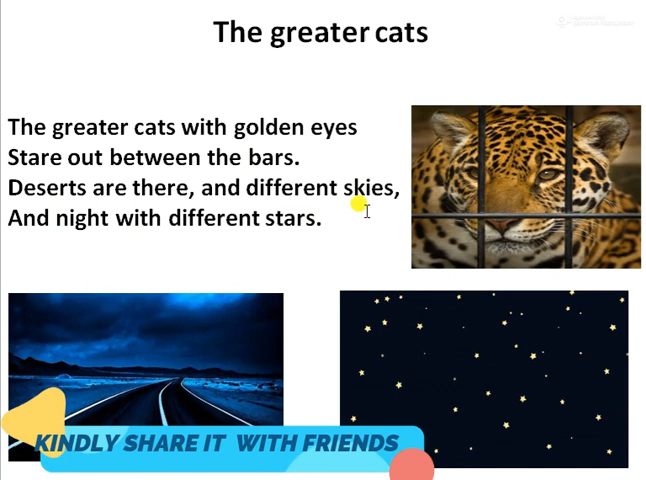 The greater cats
The greater cats with golden eyes
Stare out between the bars.
Deserts are there, and different skies,
And night with different stars.
KINDLY SHARE IT WITH FRIENDS